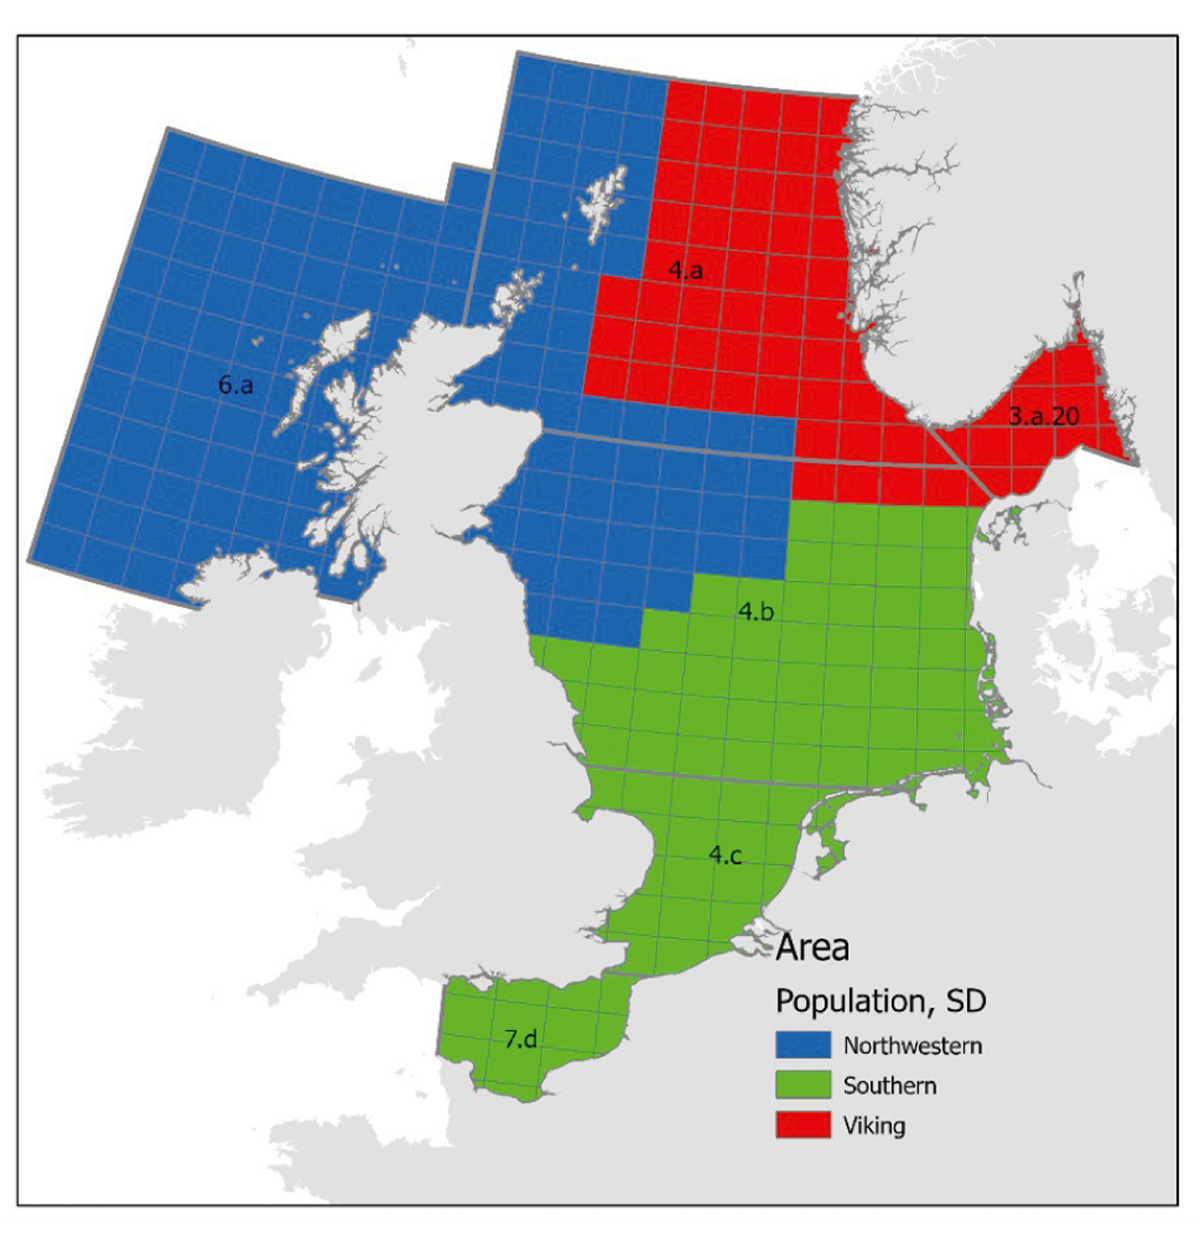 4.a
6.a
3.a.20
4.b
4.c
7.d
Area
Population, SD
Northwestern
Southern
Viking